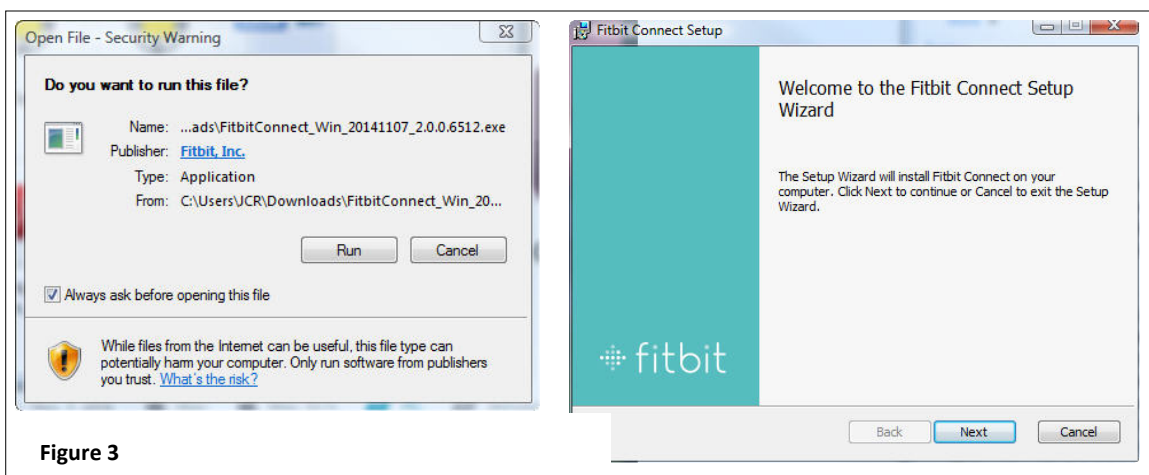 Open File - Security Warning
Do you want to run this file?
Name: ...ads\FitbitConnect_Win_20141107_2.0.0.6512.exe
Publisher: Fitbit, Inc.
Type: Application
From: C:\Users\JCR\Downloads\FitbitConnect_Win_20...
Run Cancel
Always ask before opening this file
While files from the Internet can be useful, this file type can
potentially harm your computer. Only run software from publishers
you trust. What's the risk?
Fitbit Connect Setup
Welcome to the Fitbit Connect Setup
Wizard
The Setup Wizard will install Fitbit Connect on your
computer. Click Next to continue or Cancel to exit the Setup
Wizard.
fitbit
Back Next Cancel
Figure 3